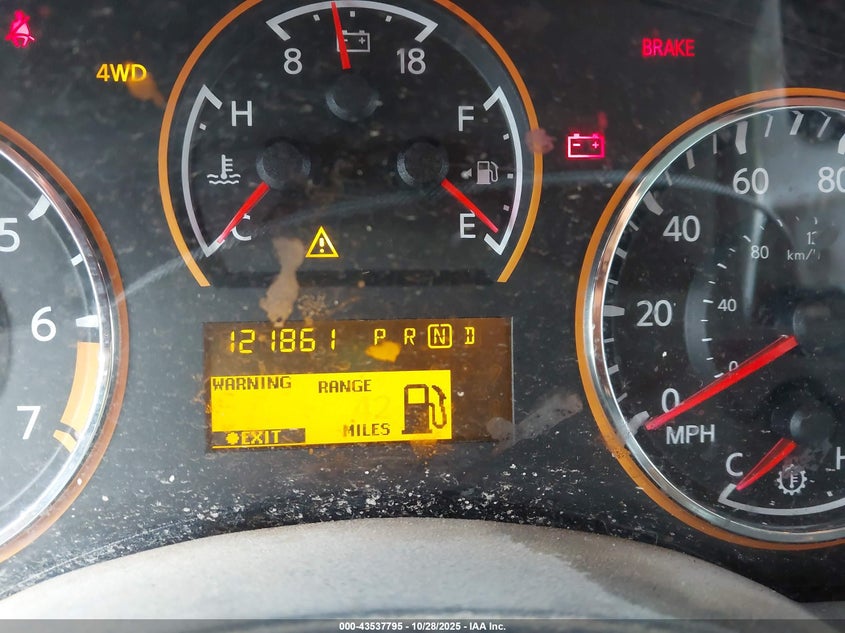 BRAKE
4WD
8 18
H F
C E
5
6
7
121861 P R N D
WARNING RANGE
MILES
EXIT
0 20 40 60 80
0 40 80
km/
MPH
C H
000-43537795 - 10/28/2025 - IAA Inc.